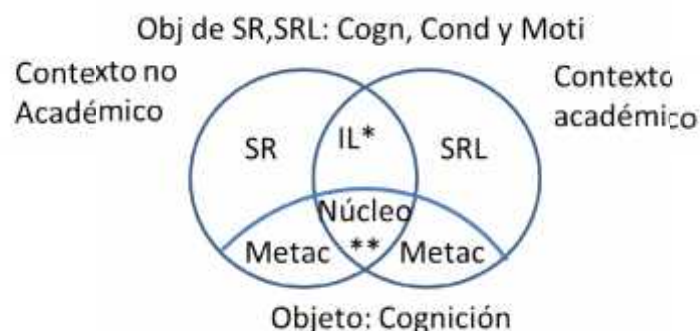 Obj de SR,SRL: Cogn, Cond y Moti
Contexto no
Académico
Contexto
académico
SR
IL*
SRL
Núcleo
**
Metac
Metac
Objeto: Cognición